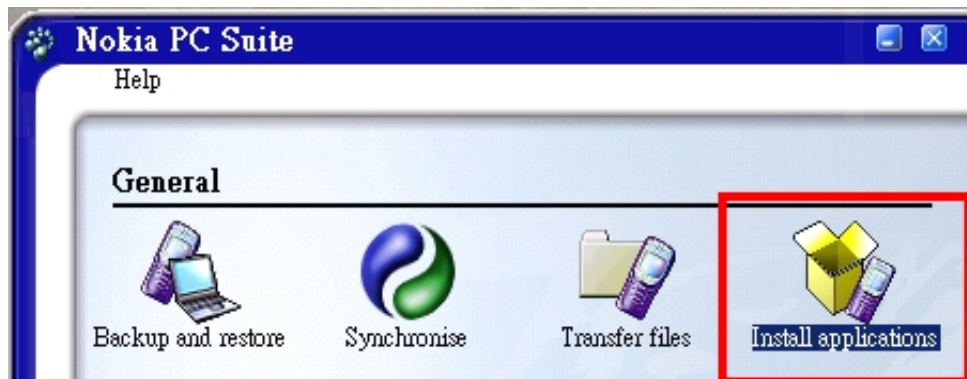 Nokia PC Suite
Help
General
Backup and restore
Synchronise
Transfer files
Install applications